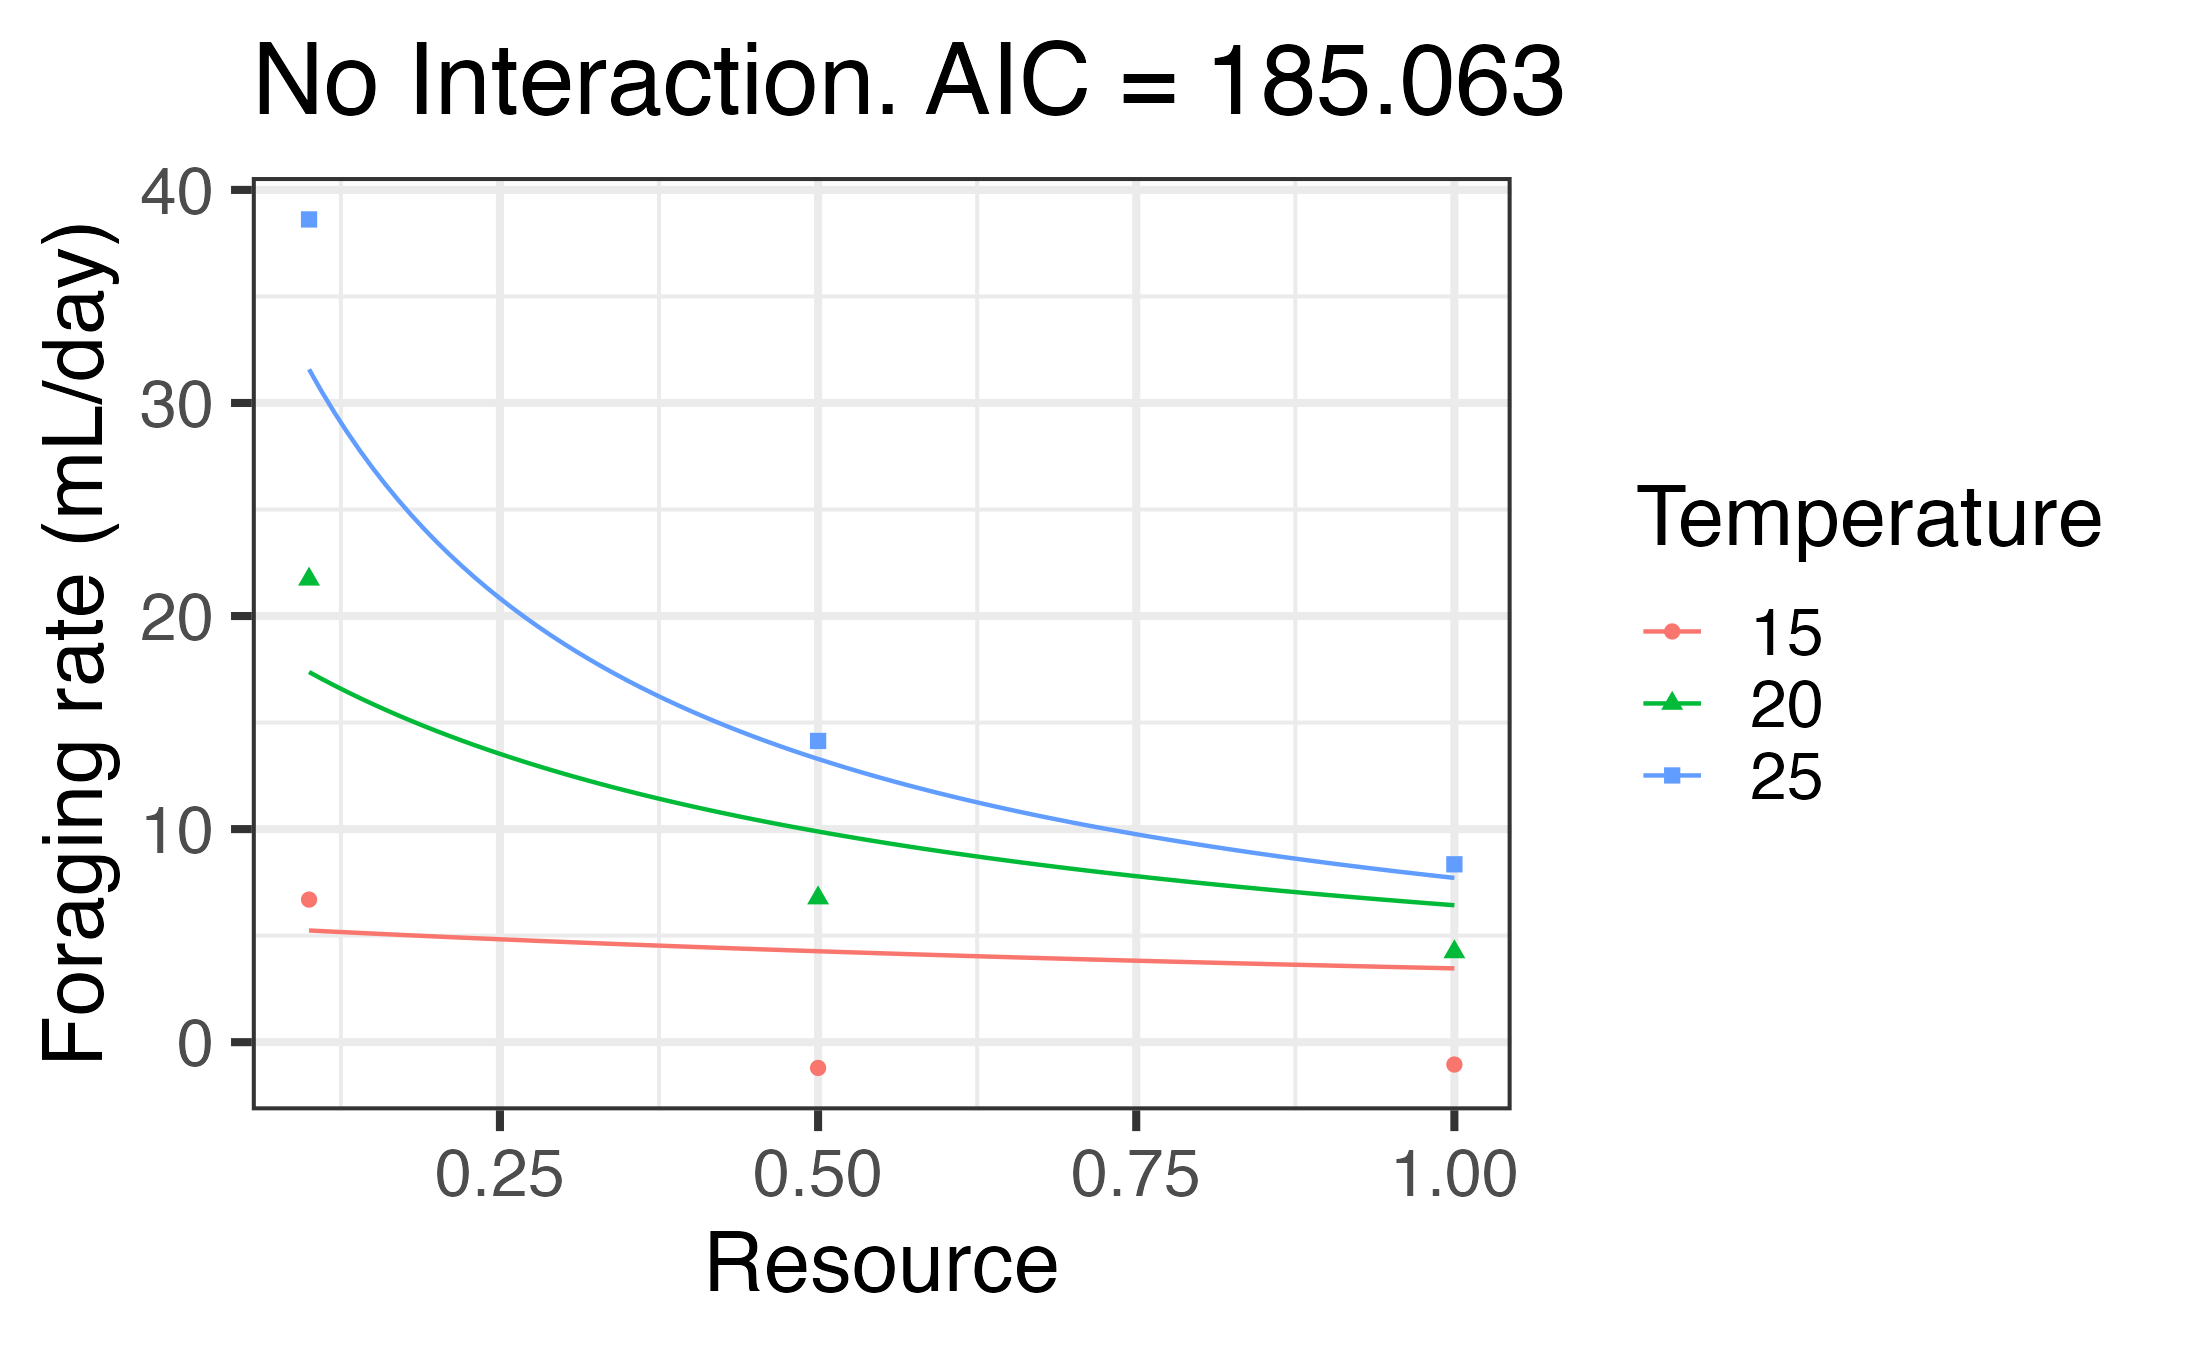 No Interaction. AIC = 185.063
40
30
20
10
0
Foraging rate (mL/day)
0.25 0.50 0.75 1.00
Resource
Temperature
15
20
25